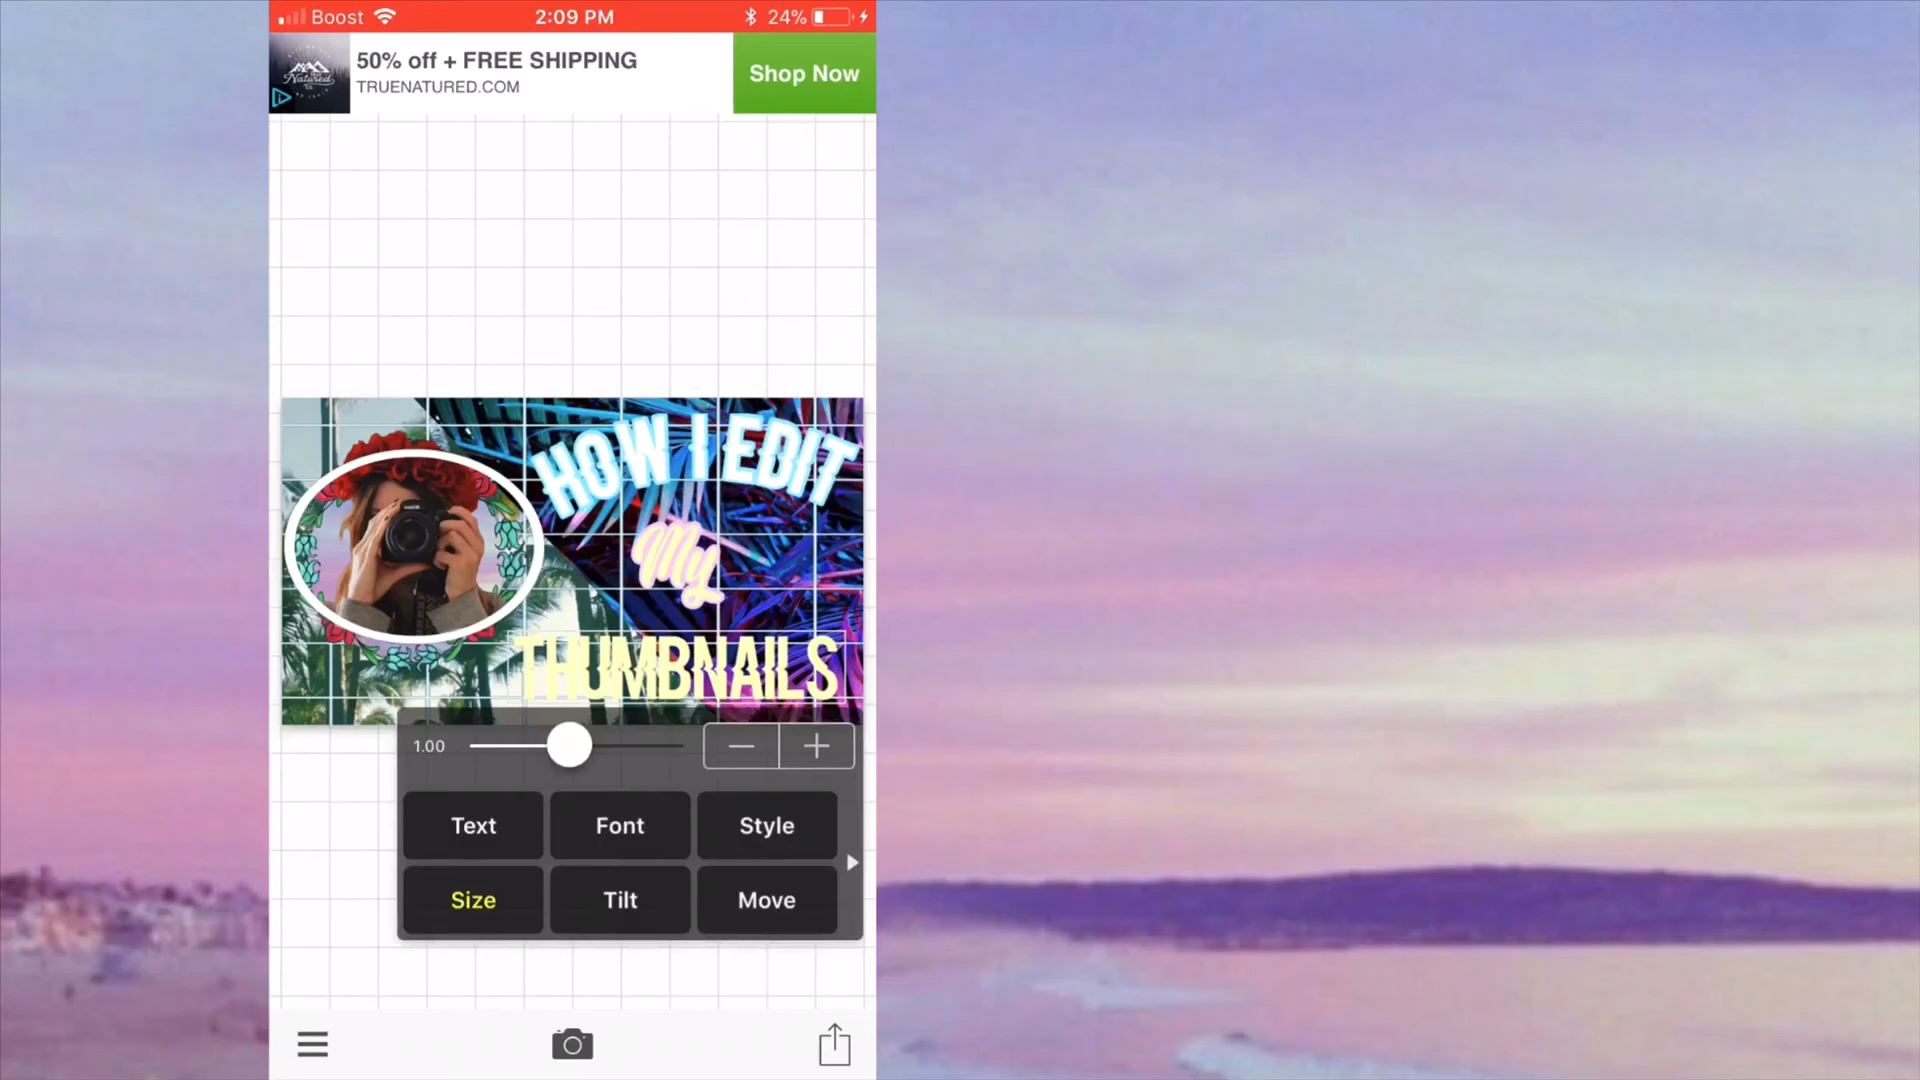 Boost
2:09 PM
24%
50% off + FREE SHIPPING
TRUENATURED.COM
Shop Now
Natured
HOW I EDIT
My
THUMBNAILS
1.00
Text
Font
Style
Size
Tilt
Move